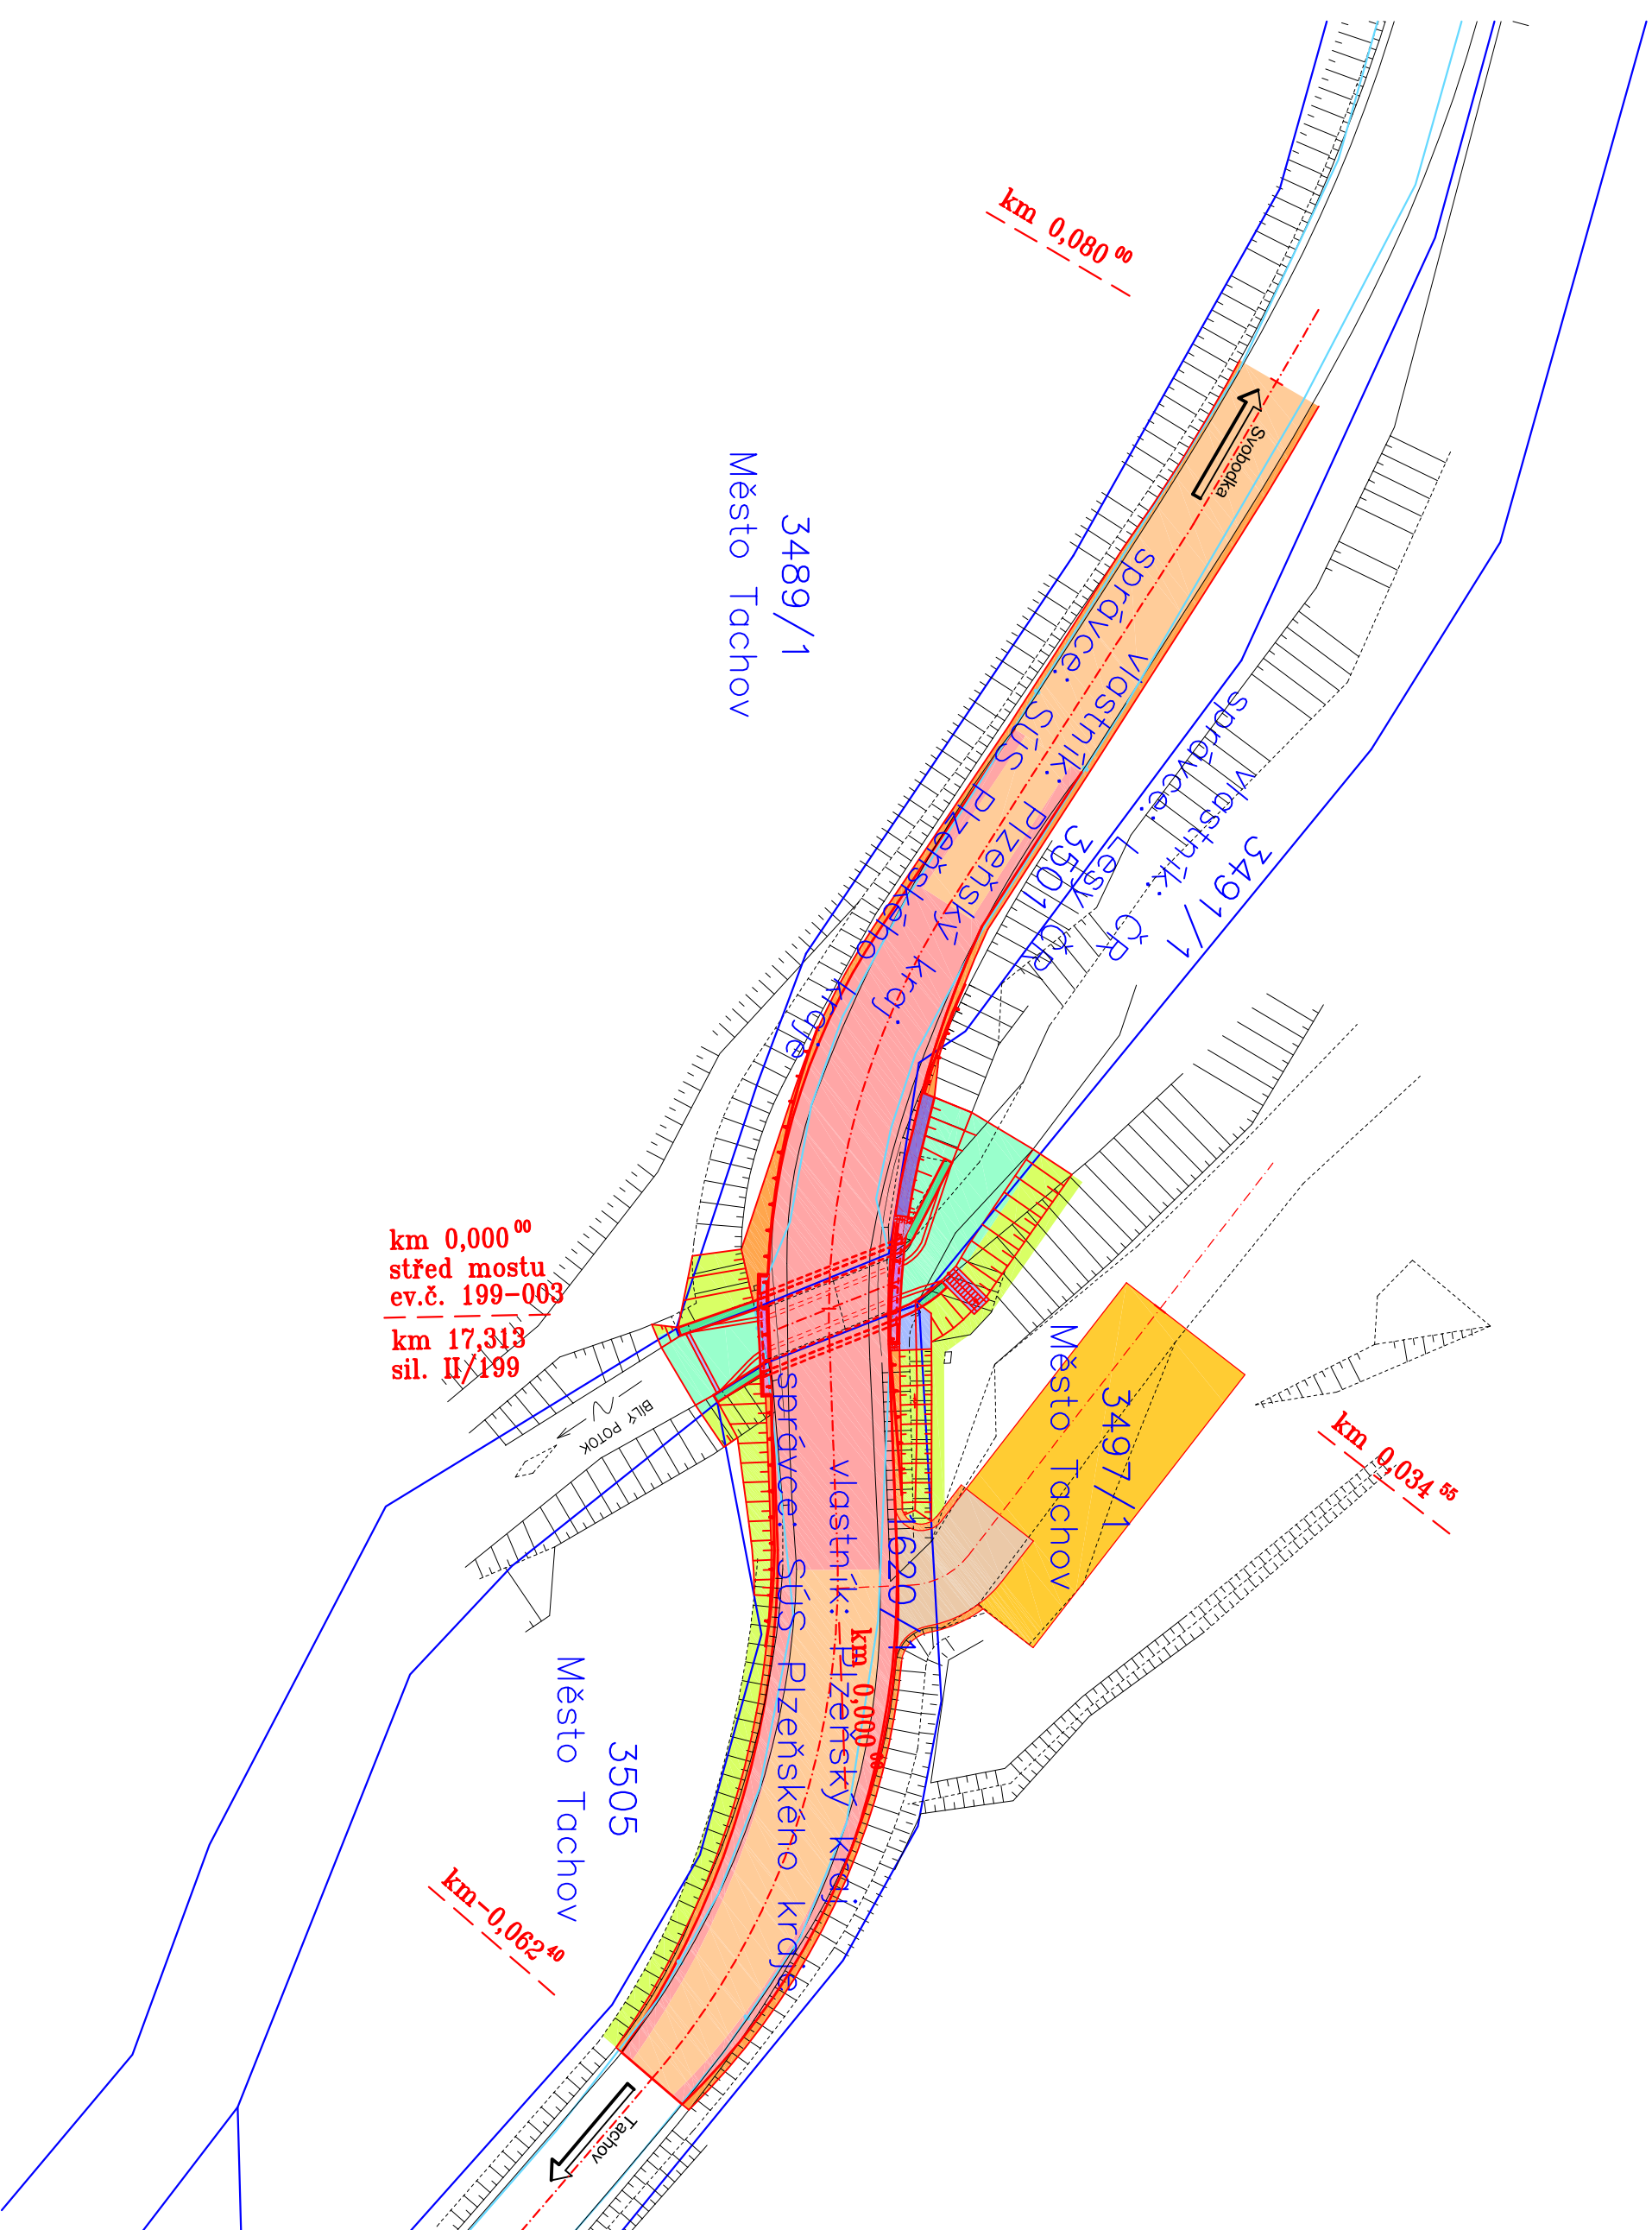 km 0,080 00
Svobodka
3489/1
Město Tachov
vlastník: Plzeňský kraj.
správce: SÚS Plzeňského kraje.
3501
3491/1
vlastník: ČR
správce: Lesy ČR
km 0,000 00
střed mostu
ev.č. 199-003
km 17,313
sil. II/199
BÍLÝ POTOK
3497/1
Město Tachov
km 0,034 55
1620/1
vlastník: Plzeňský kraj.
správce: SÚS Plzeňského kraje
km 0,000 00
3505
Město Tachov
km-0,062 40
Tachov